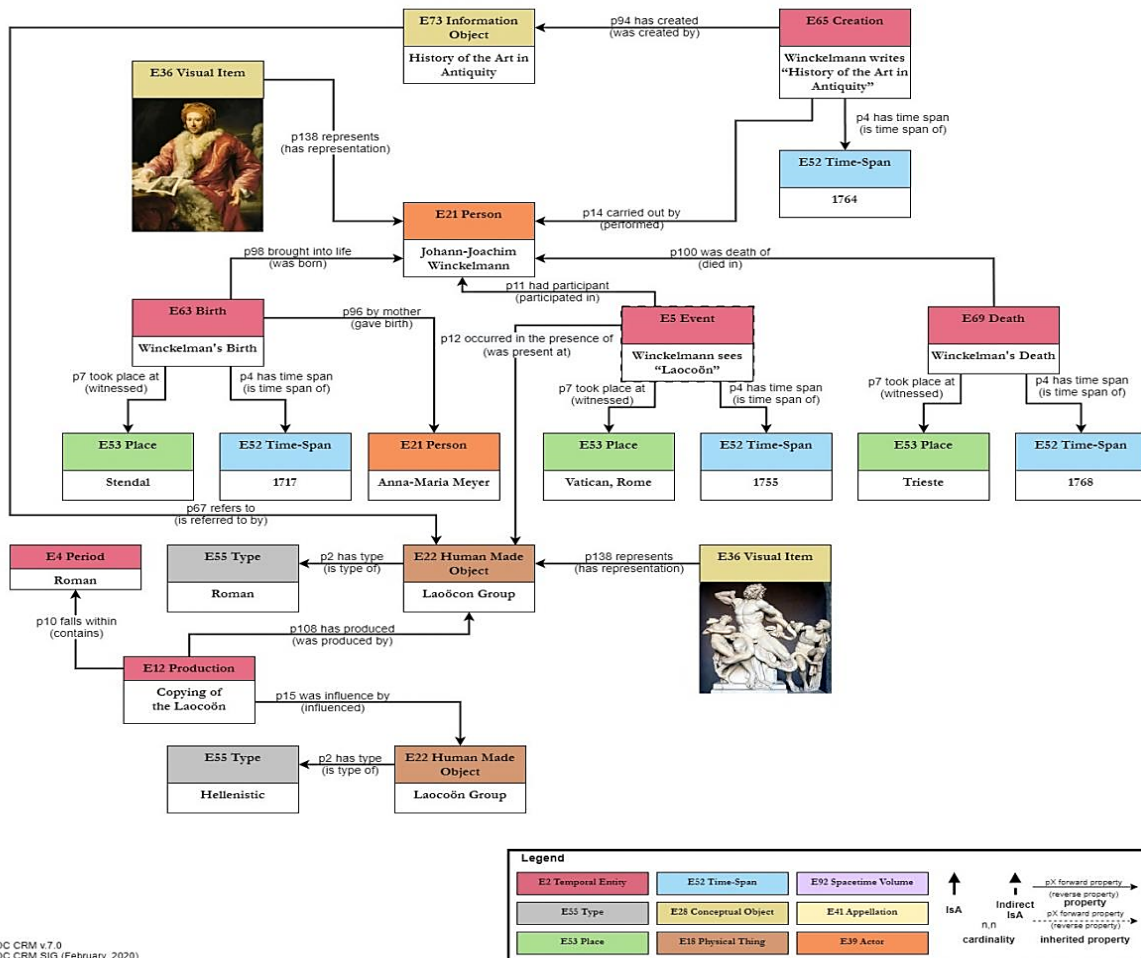 E73 Information
Object
History of the Art in
Antiquity
p94 has created
(was created by)
E65 Creation
Winckelmann writes
“History of the Art in
Antiquity”
E36 Visual Item
p138 represents
(has representation)
p4 has time span
(is time span of)
E52 Time-Span
1764
E21 Person
Johann-Joachim
Winckelmann
p14 carried out by
(performed)
p98 brought into life
(was born)
p100 was death of
(died in)
p11 had participant
(participated in)
E63 Birth
Winckelman's Birth
p96 by mother
(gave birth)
p12 occurred in the presence of
(was present at)
E5 Event
Winckelmann sees
“Laocoön”
E69 Death
Winckelman's Death
p7 took place at
(witnessed)
p4 has time span
(is time span of)
p7 took place at
(witnessed)
p4 has time span
(is time span of)
p7 took place at
(witnessed)
p4 has time span
(is time span of)
E53 Place
Stendal
E52 Time-Span
1717
E21 Person
Anna-Maria Meyer
E53 Place
Vatican, Rome
E52 Time-Span
1755
E53 Place
Trieste
E52 Time-Span
1768
p67 refers to
(is referred to by)
E4 Period
Roman
E55 Type
Roman
p2 has type
(is type of)
E22 Human Made
Object
Laoöcon Group
p138 represents
(has representation)
E36 Visual Item
p10 falls within
(contains)
p108 has produced
(was produced by)
E12 Production
Copying of
the Laocoön
p15 was influence by
(influenced)
E55 Type
Hellenistic
p2 has type
(is type of)
E22 Human Made
Object
Laocoön Group
Legend
E2 Temporal Entity
E52 Time-Span
E92 Spacetime Volume
E55 Type
E28 Conceptual Object
E41 Appellation
E53 Place
E18 Physical Thing
E39 Actor
IsA
Indirect
IsA
n,n
cardinality
pX forward property
(reverse property)
property
pX forward property
(reverse property)
inherited property
OC CRM v.7.0
OC CRM SIG (February, 2020)